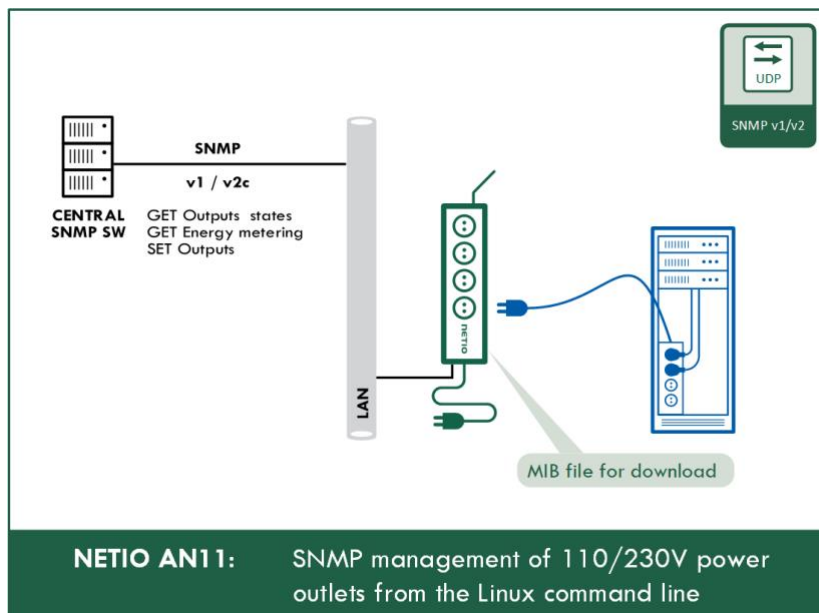 UDP
SNMP v1/v2
SNMP
v1 / v2c
CENTRAL
SNMP SW
GET Outputs states
GET Energy metering
SET Outputs
LAN
NETIO
MIB file for download
NETIO AN11:
SNMP management of 110/230V power
outlets from the Linux command line